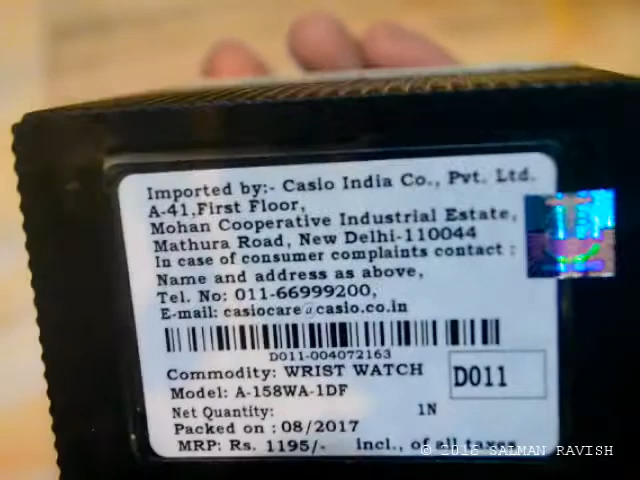 Imported by:- Casio India Co., Pvt. Ltd.
A-41,First Floor,
Mohan Cooperative Industrial Estate,
Mathura Road, New Delhi-110044
In case of consumer complaints contact :
Name and address as above,
Tel. No: 011-66999200,
E-mail: casiocare@casio.co.in
D011-004072163
Commodity: WRIST WATCH
D011
Model: A-158WA-1DF
Net Quantity: 1N
Packed on : 08/2017
MRP: Rs. 1195/- incl., of all taxes
© 2016 SALMAN RAVISH